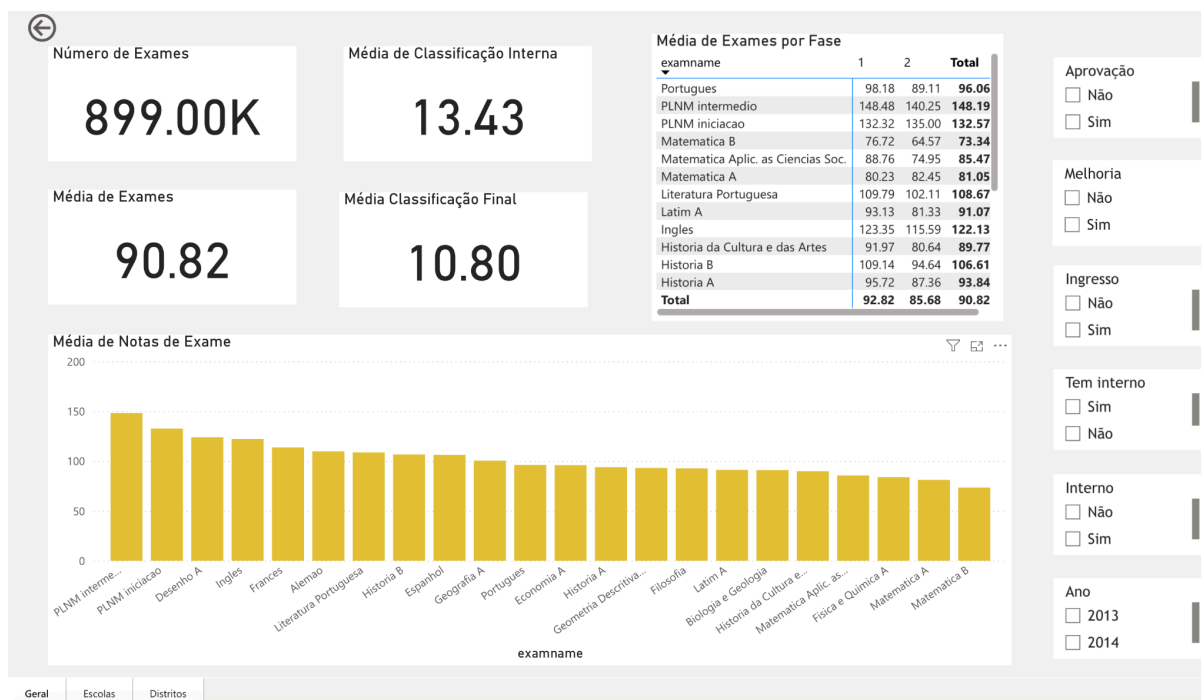 Número de Exames
899.00K
Média de Classificação Interna
13.43
Média de Exames
90.82
Média Classificação Final
10.80
Média de Exames por Fase
examname 1 2 Total
Portugues 98.18 89.11 96.06
PLNM intermedio 148.48 140.25 148.19
PLNM iniciacao 132.32 135.00 132.57
Matematica B 76.72 64.57 73.34
Matematica Aplic. as Ciencias Soc. 88.76 74.95 85.47
Matematica A 80.23 82.45 81.05
Literatura Portuguesa 109.79 102.11 108.67
Latim A 93.13 81.33 91.07
Ingles 123.35 115.59 122.13
Historia da Cultura e das Artes 91.97 80.64 89.77
Historia B 109.14 94.64 106.61
Historia A 95.72 87.36 93.84
Total 92.82 85.68 90.82
Média de Notas de Exame
200
150
100
50
0
PLNM interme...
PLNM iniciacao
Desenho A
Ingles
Frances
Alemao
Literatura Portuguesa
Historia B
Espanhol
Geografia A
Portugues
Economia A
Historia A
Geometria Descritiva...
Filosofia
Latim A
Biologia e Geologia
Historia da Cultura e...
Matematica Aplic. as...
Fisica e Quimica A
Matematica A
Matematica B
examname
Aprovação
Não
Sim
Melhoria
Não
Sim
Ingresso
Não
Sim
Tem interno
Sim
Não
Interno
Não
Sim
Ano
2013
2014
Geral
Escolas
Distritos